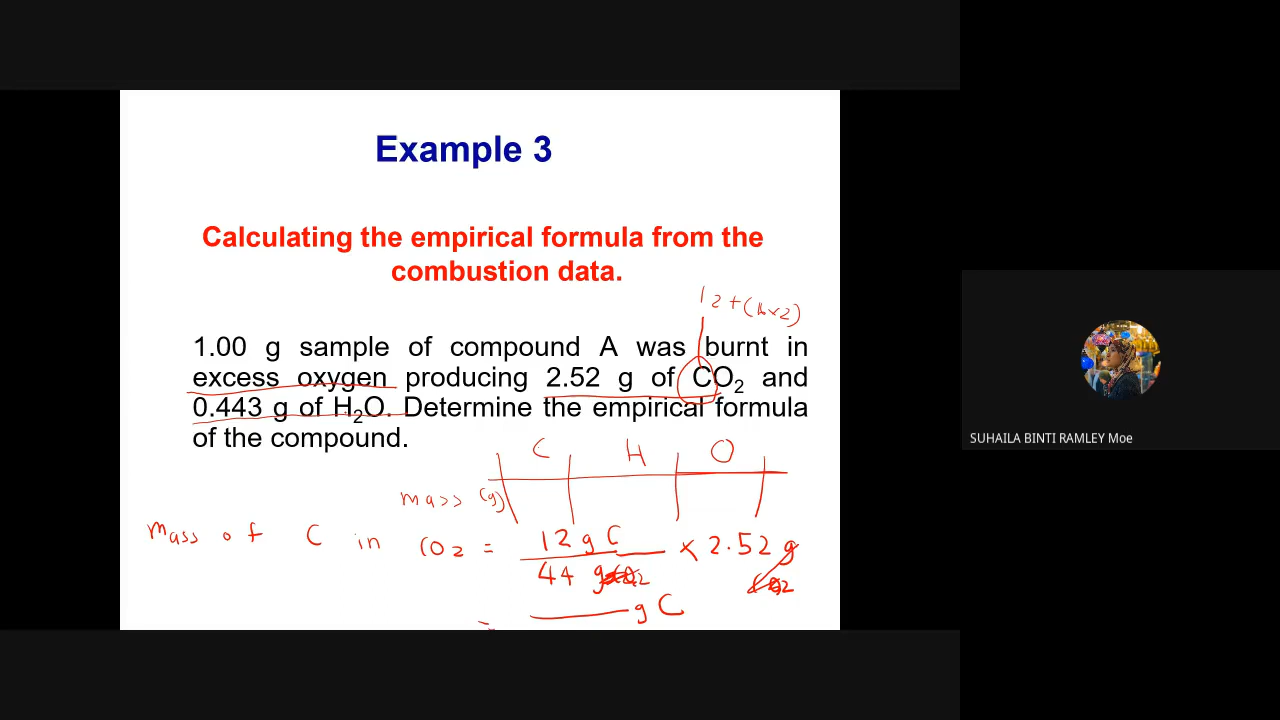 Example 3
Calculating the empirical formula from the
combustion data.
12+(16×2)
1.00 g sample of compound A was burnt in
excess oxygen producing 2.52 g of CO₂ and
0.443 g of H₂O. Determine the empirical formula
of the compound.
SUHAILA BINTI RAMLEY Moe
C H O
mass (g)
mass of C in CO₂ = 12 g C × 2.52 g
44 g CO₂ CO₂
= g C